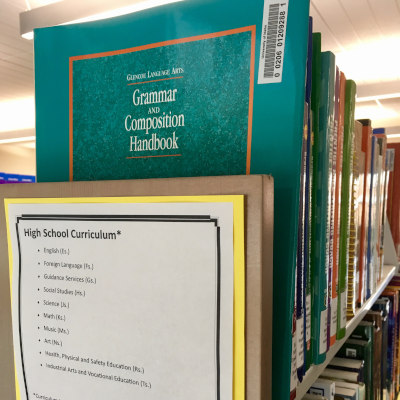 GLENCOE LANGUAGE ARTS
Grammar
AND
Composition
Handbook
0 0206 01209288 1
High School Curriculum*
• English (Es.)
• Foreign Language (Fs.)
• Guidance Services (Gs.)
• Social Studies (Hs.)
• Science (Js.)
• Math (Ks.)
• Music (Ms.)
• Art (Ns.)
• Health, Physical and Safety Education (Rs.)
• Industrial Arts and Vocational Education (Ts.)